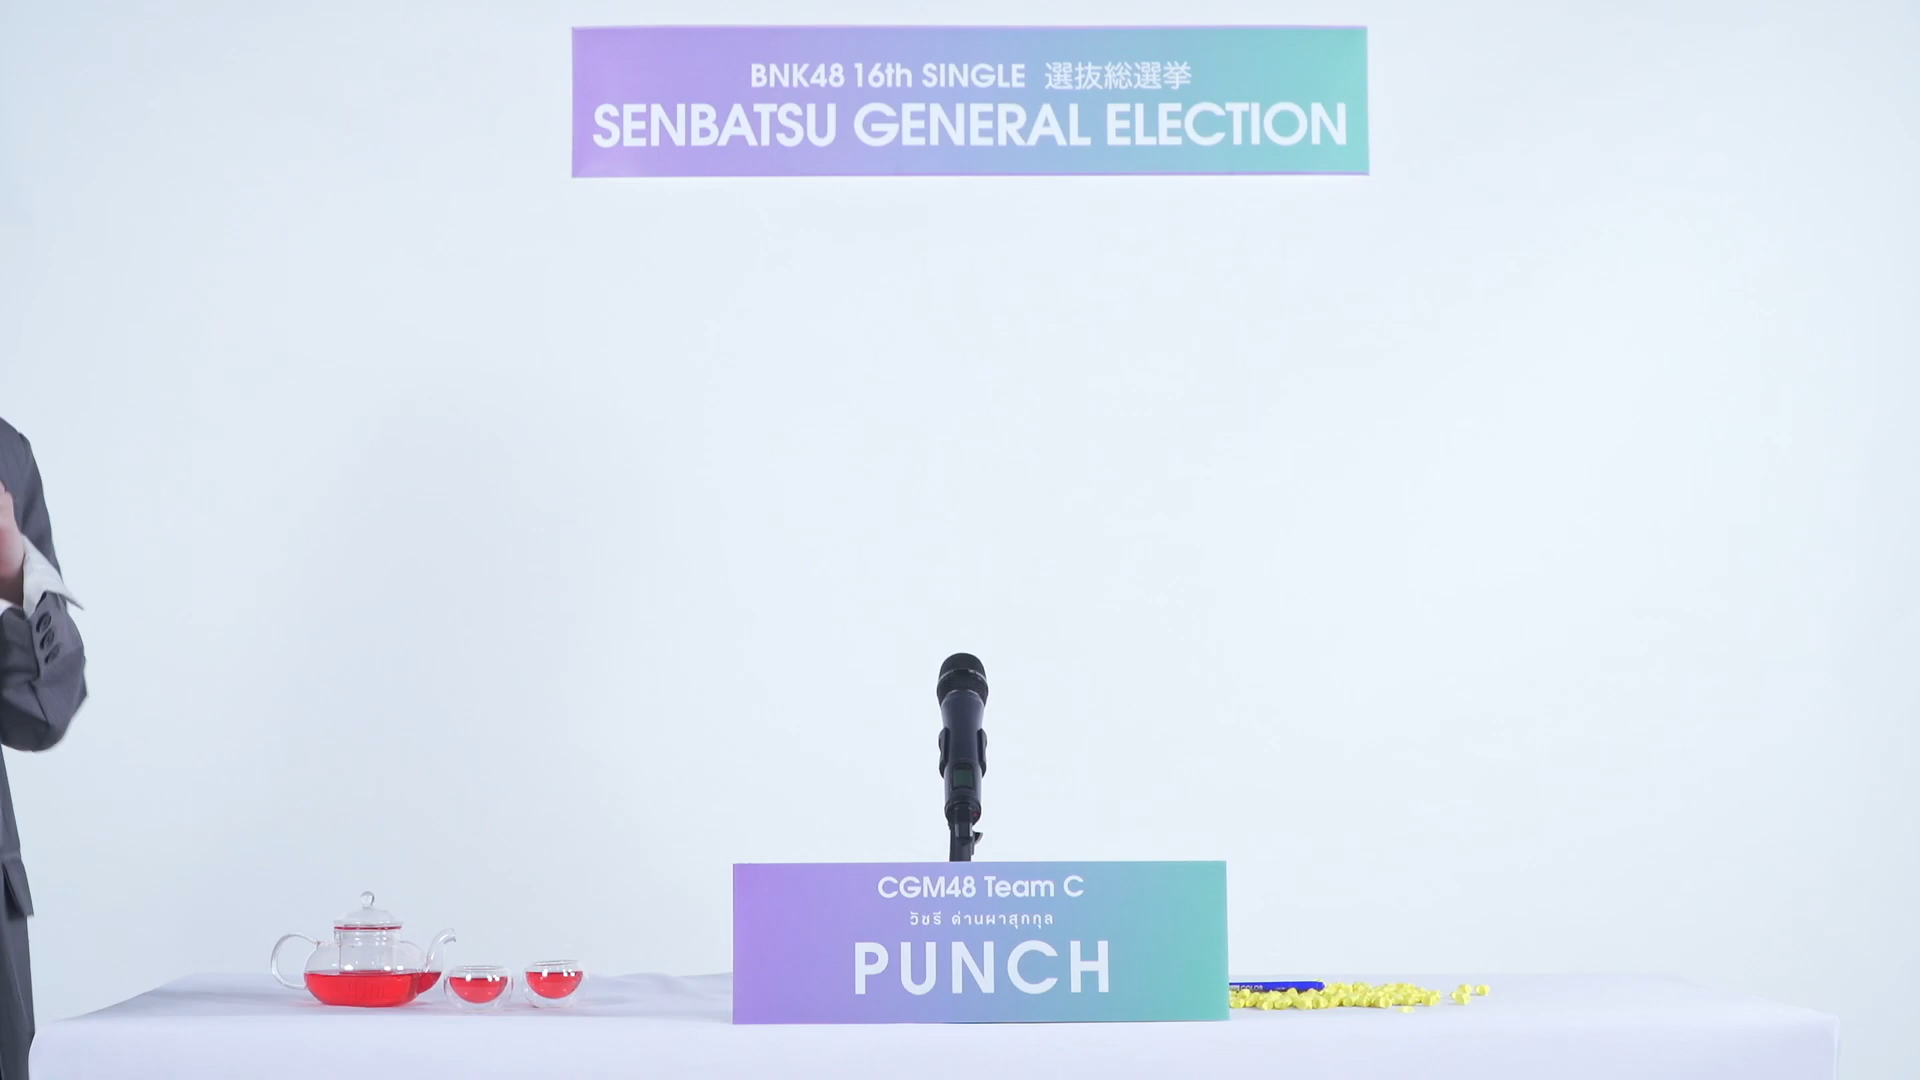 BNK48 16th SINGLE 選抜総選挙
SENBATSU GENERAL ELECTION
CGM48 Team C
วัชรี ด่านผาสุกกุล
PUNCH
COLOR